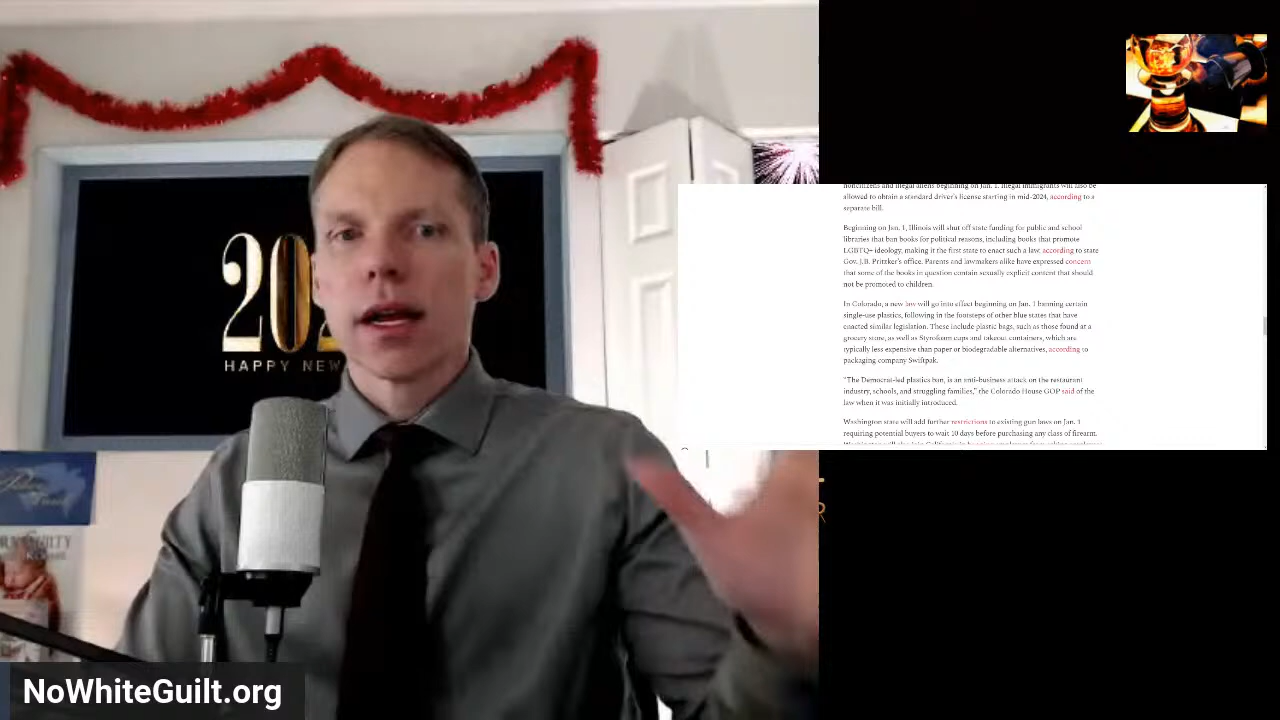 202
HAPPY NEW
noncitizens and illegal aliens beginning on Jan. 1. Illegal immigrants will also be
allowed to obtain a standard driver's license starting in mid-2024, according to a
separate bill.
Beginning on Jan. 1, Illinois will shut off state funding for public and school
libraries that ban books for political reasons, including books that promote
LGBTQ+ ideology, making it the first state to enact such a law, according to state
Gov. J.B. Pritzker's office. Parents and lawmakers alike have expressed concern
that some of the books in question contain sexually explicit content that should
not be promoted to children.
In Colorado, a new law will go into effect beginning on Jan. 1 banning certain
single-use plastics, following in the footsteps of other blue states that have
enacted similar legislation. These include plastic bags, such as those found at a
grocery store, as well as Styrofoam cups and takeout containers, which are
typically less expensive than paper or biodegradable alternatives, according to
packaging company Swiftpak.
“The Democrat-led plastics ban, is an anti-business attack on the restaurant
industry, schools, and struggling families,” the Colorado House GOP said of the
law when it was initially introduced.
Washington state will add further restrictions to existing gun laws on Jan. 1
requiring potential buyers to wait 10 days before purchasing any class of firearm.
R
NoWhiteGuilt.org